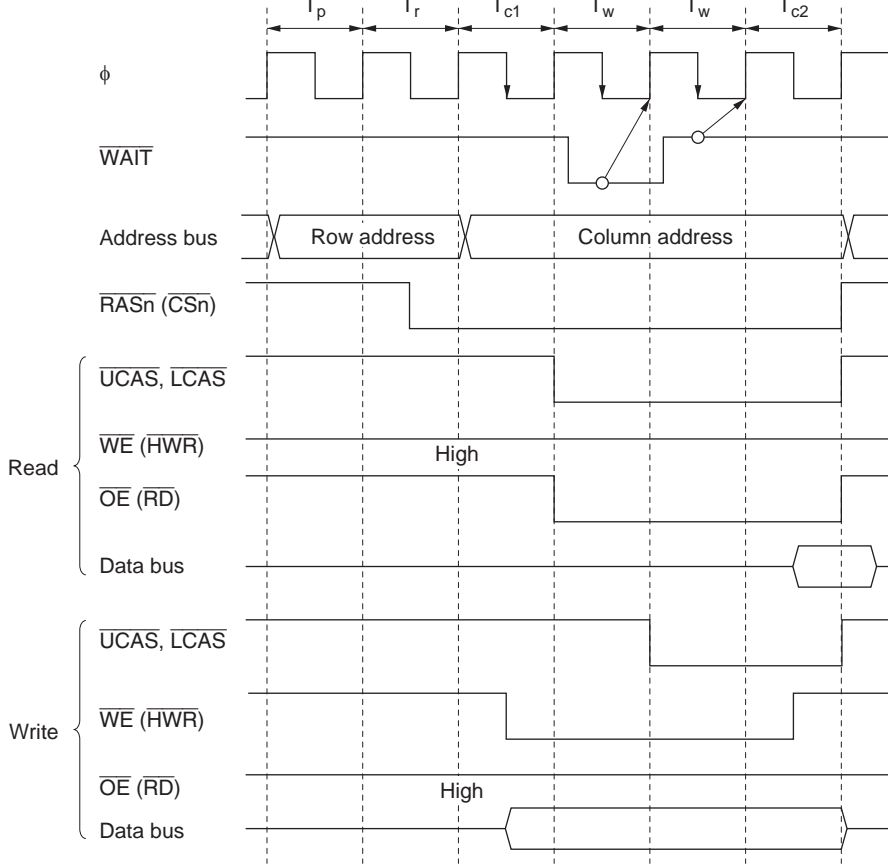 Tp Tr Tc1 Tw Tw Tc2
ϕ
WAIT
Address bus Row address Column address
RASn (CSn)
UCAS, LCAS
WE (HWR)
High
Read
OE (RD)
Data bus
UCAS, LCAS
WE (HWR)
Write
OE (RD)
High
Data bus